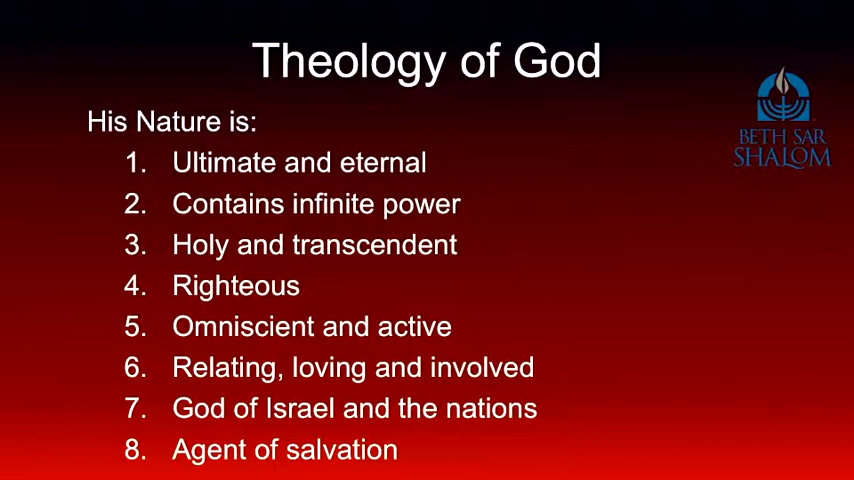 Theology of God
BETH SAR
SHALOM
His Nature is:
1. Ultimate and eternal
2. Contains infinite power
3. Holy and transcendent
4. Righteous
5. Omniscient and active
6. Relating, loving and involved
7. God of Israel and the nations
8. Agent of salvation